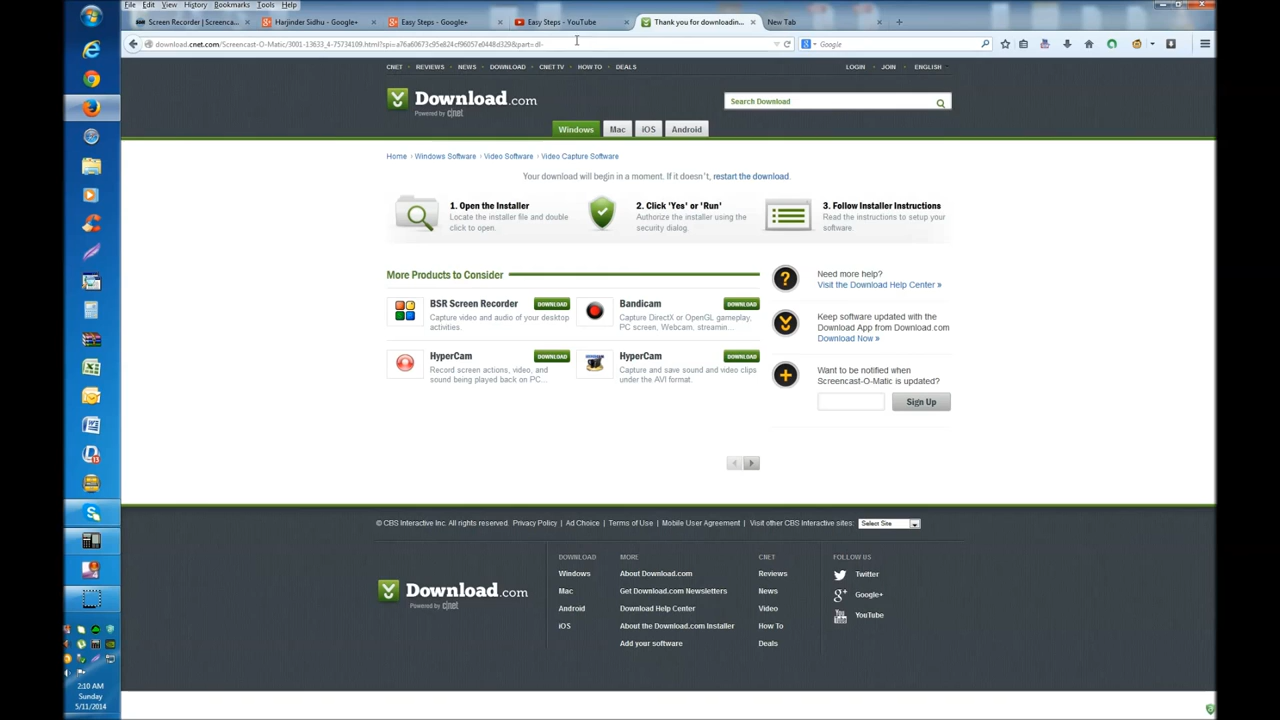 File Edit View History Bookmarks Tools Help
Screen Recorder | Screenca...
Harjinder Sidhu - Google+
Easy Steps - Google+
Easy Steps - YouTube
Thank you for downloadin...
New Tab
Google
CNET REVIEWS NEWS DOWNLOAD CNET TV HOW TO DEALS
LOGIN JOIN ENGLISH
Download.com
Powered by c|net
Search Download
Windows Mac iOS Android
Home › Windows Software › Video Software › Video Capture Software
Your download will begin in a moment. If it doesn't, restart the download.
1. Open the Installer
Locate the installer file and double
click to open.
2. Click 'Yes' or 'Run'
Authorize the installer using the
security dialog.
3. Follow Installer Instructions
Read the instructions to setup your
software.
More Products to Consider
BSR Screen Recorder DOWNLOAD
Capture video and audio of your desktop
activities.
Bandicam DOWNLOAD
Capture DirectX or OpenGL gameplay,
PC screen, Webcam, streamin...
HyperCam DOWNLOAD
Record screen actions, video, and
sound being played back on PC...
HyperCam DOWNLOAD
Capture and save sound and video clips
under the AVI format.
Need more help?
Visit the Download Help Center »
Keep software updated with the
Download App from Download.com
Download Now »
Want to be notified when
Screencast-O-Matic is updated?
Sign Up
© CBS Interactive Inc. All rights reserved. Privacy Policy | Ad Choice | Terms of Use | Mobile User Agreement | Visit other CBS Interactive sites: Select Site
Download.com
Powered by c|net
DOWNLOAD
Windows
Mac
Android
iOS
MORE
About Download.com
Get Download.com Newsletters
Download Help Center
About the Download.com Installer
Add your software
CNET
Reviews
News
Video
How To
Deals
FOLLOW US
Twitter
Google+
YouTube
2:10 AM
Sunday
5/11/2014